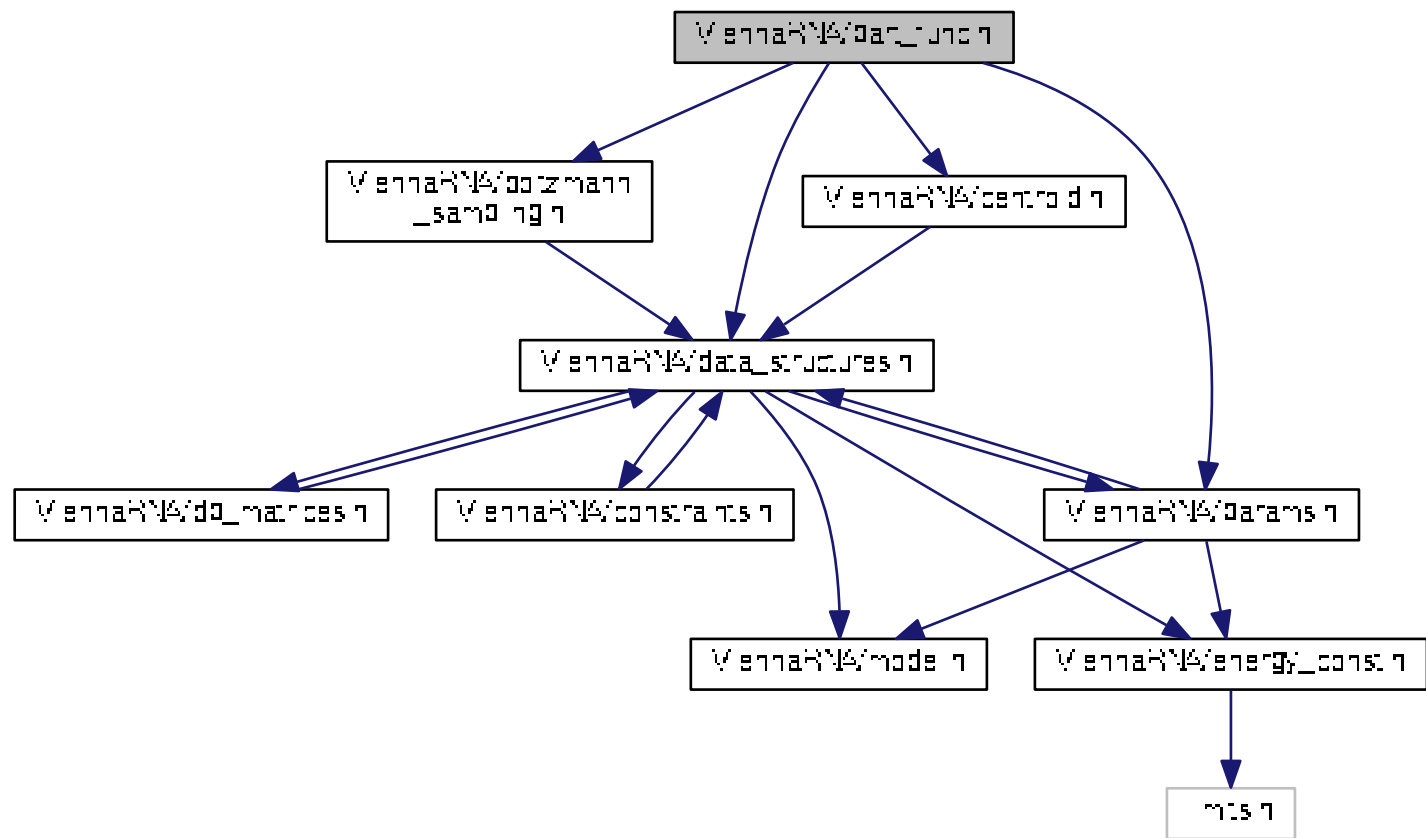 ViennaRNA/part_func.h
ViennaRNA/boltzmann
_sampling.h
ViennaRNA/centroid.h
ViennaRNA/data_structures.h
ViennaRNA/dp_matrices.h
ViennaRNA/constraints.h
ViennaRNA/params.h
ViennaRNA/model.h
ViennaRNA/energy_const.h
limits.h